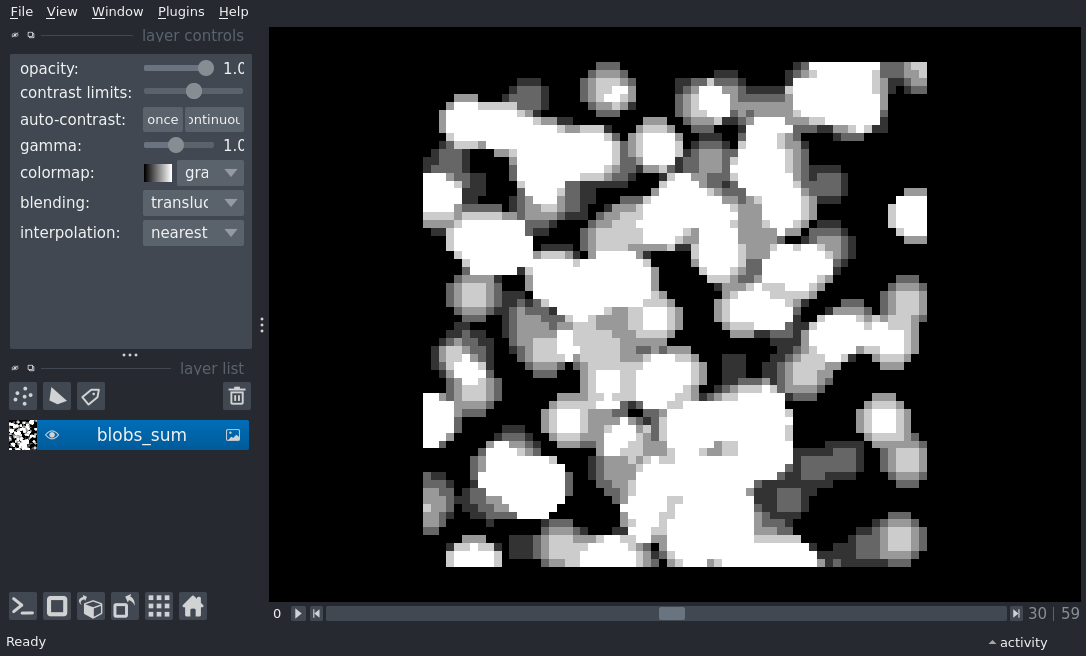 File View Window Plugins Help
layer controls
opacity: 1.0
contrast limits:
auto-contrast: once ontinuou
gamma: 1.0
colormap: gra
blending: transluc
interpolation: nearest
layer list
blobs_sum
0 30 | 59
Ready activity